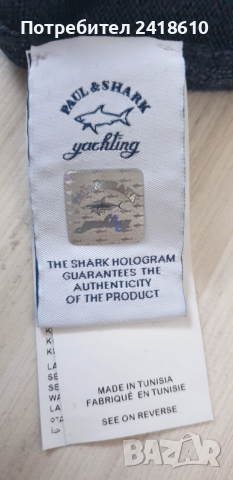 Потребител 2418610
PAUL & SHARK
yachting
THE SHARK HOLOGRAM
GUARANTEES THE
AUTHENTICITY
OF THE PRODUCT
MADE IN TUNISIA
FABRIQUÉ EN TUNISIE
SEE ON REVERSE
bazar